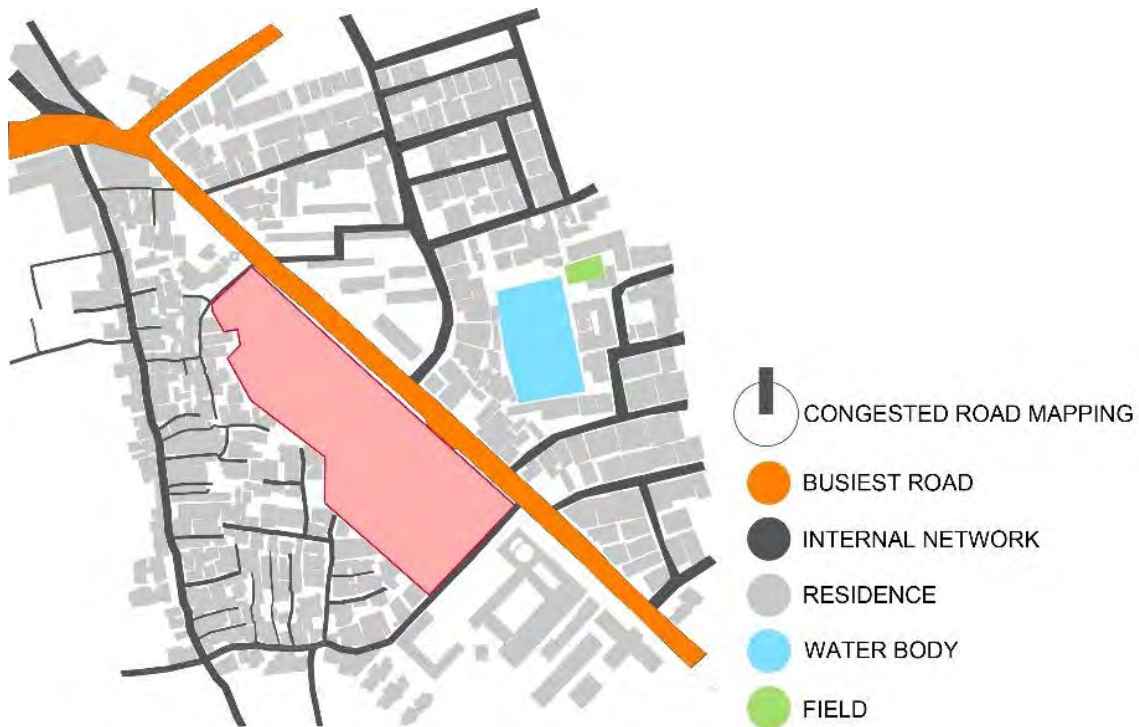 CONGESTED ROAD MAPPING
BUSIEST ROAD
INTERNAL NETWORK
RESIDENCE
WATER BODY
FIELD